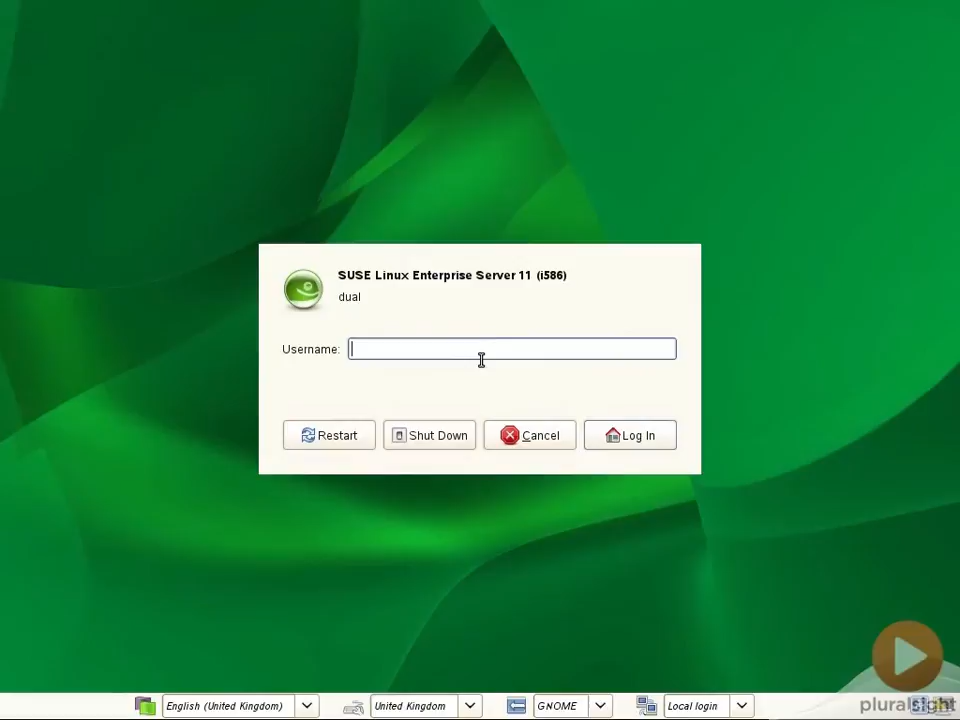 SUSE Linux Enterprise Server 11 (i586)
dual
Username:
Restart
Shut Down
Cancel
Log In
English (United Kingdom)
United Kingdom
GNOME
Local login
pluralsight